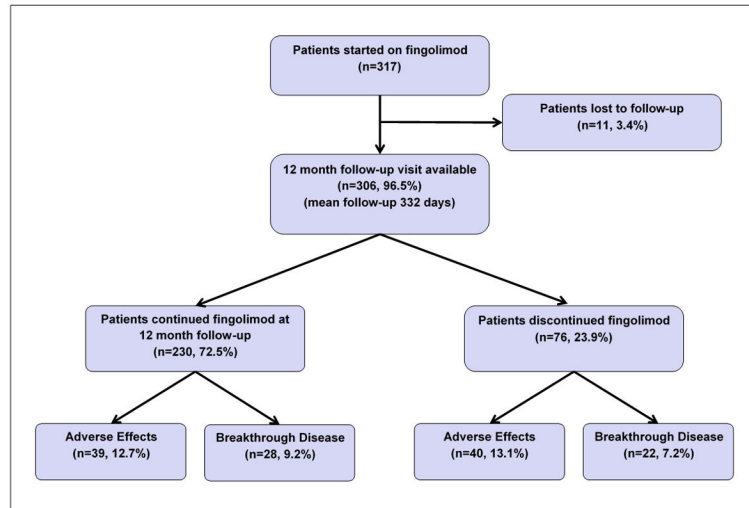 Patients started on fingolimod
(n=317)
Patients lost to follow-up
(n=11, 3.4%)
12 month follow-up visit available
(n=306, 96.5%)
(mean follow-up 332 days)
Patients continued fingolimod at
12 month follow-up
(n=230, 72.5%)
Patients discontinued fingolimod
(n=76, 23.9%)
Adverse Effects
(n=39, 12.7%)
Breakthrough Disease
(n=28, 9.2%)
Adverse Effects
(n=40, 13.1%)
Breakthrough Disease
(n=22, 7.2%)